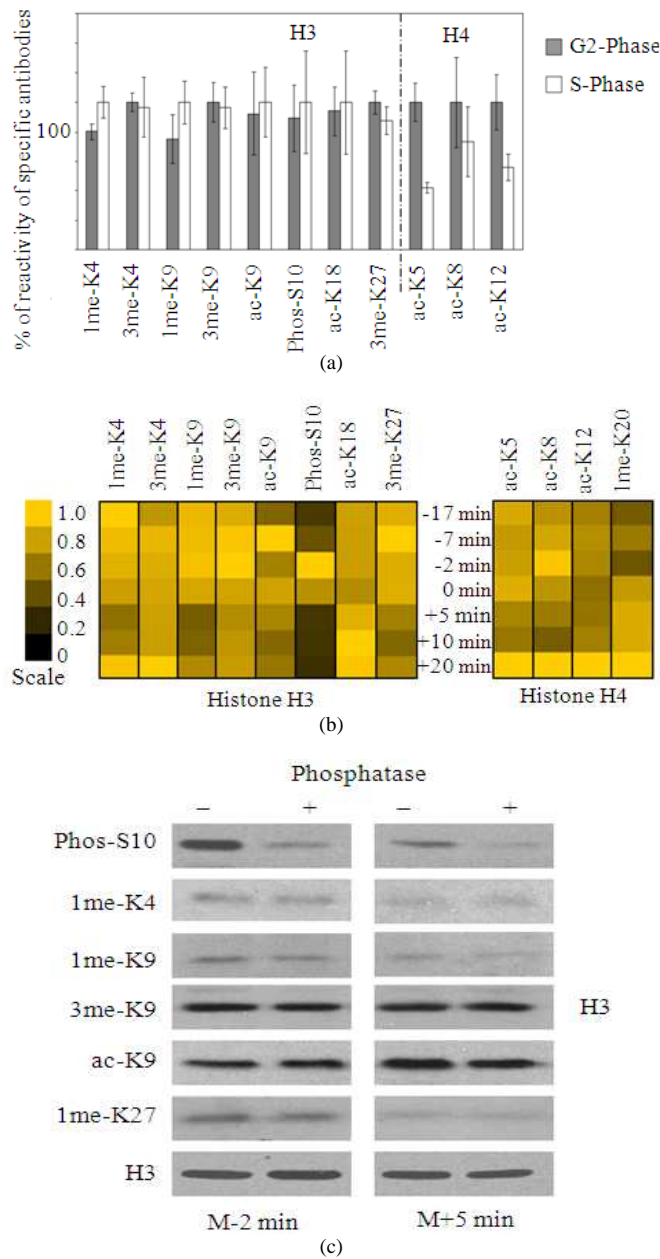 % of reactivity of specific antibodies
100
H3
H4
G2-Phase
S-Phase
1me-K4
3me-K4
1me-K9
3me-K9
ac-K9
Phos-S10
ac-K18
3me-K27
ac-K5
ac-K8
ac-K12
(a)
1me-K4
3me-K4
1me-K9
3me-K9
ac-K9
Phos-S10
ac-K18
3me-K27
ac-K5
ac-K8
ac-K12
1me-K20
1.0
0.8
0.6
0.4
0.2
0
Scale
-17 min
-7 min
-2 min
0 min
+5 min
+10 min
+20 min
Histone H3
Histone H4
(b)
Phosphatase
– + – +
Phos-S10
1me-K4
1me-K9
3me-K9
H3
ac-K9
1me-K27
H3
M-2 min
M+5 min
(c)